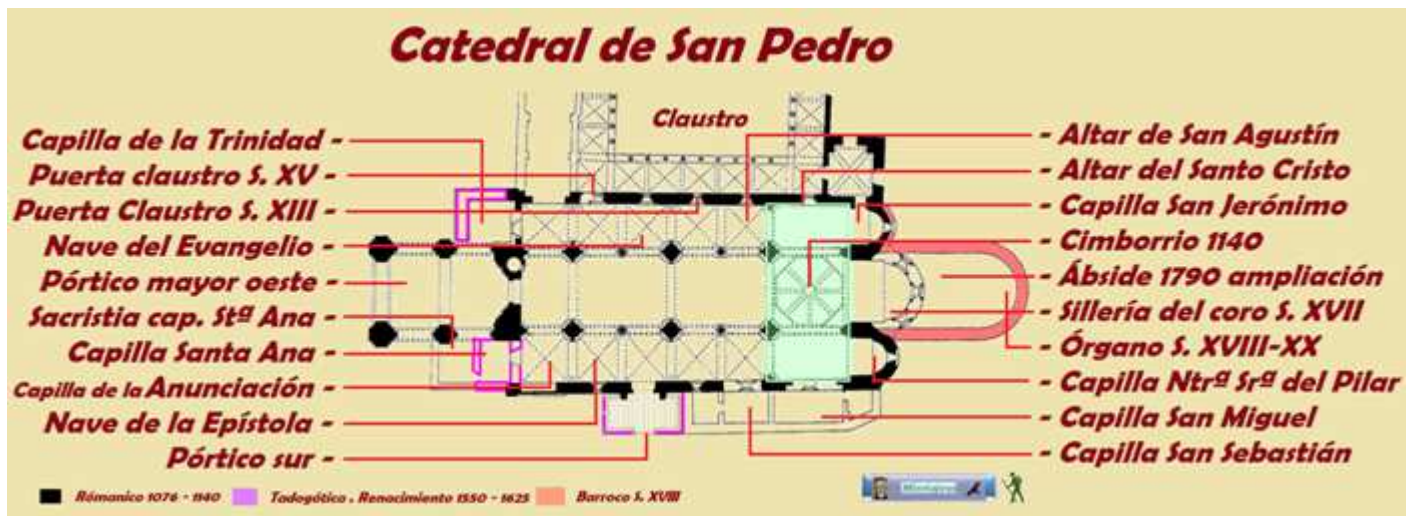 Catedral de San Pedro
Claustro
Capilla de la Trinidad -
Puerta claustro S. XV -
Puerta Claustro S. XIII -
Nave del Evangelio -
Pórtico mayor oeste -
Sacristia cap. Stª Ana -
Capilla Santa Ana -
Capilla de la Anunciación -
Nave de la Epístola -
Pórtico sur -
- Altar de San Agustín
- Altar del Santo Cristo
- Capilla San Jerónimo
- Cimborrio 1140
- Ábside 1790 ampliación
- Sillería del coro S. XVII
- Órgano S. XVIII-XX
- Capilla Ntrª Srª del Pilar
- Capilla San Miguel
- Capilla San Sebastián
Rómanico 1076 - 1140
Tadogótico . Renacimiento 1550 - 1625
Barroco S. XVIII